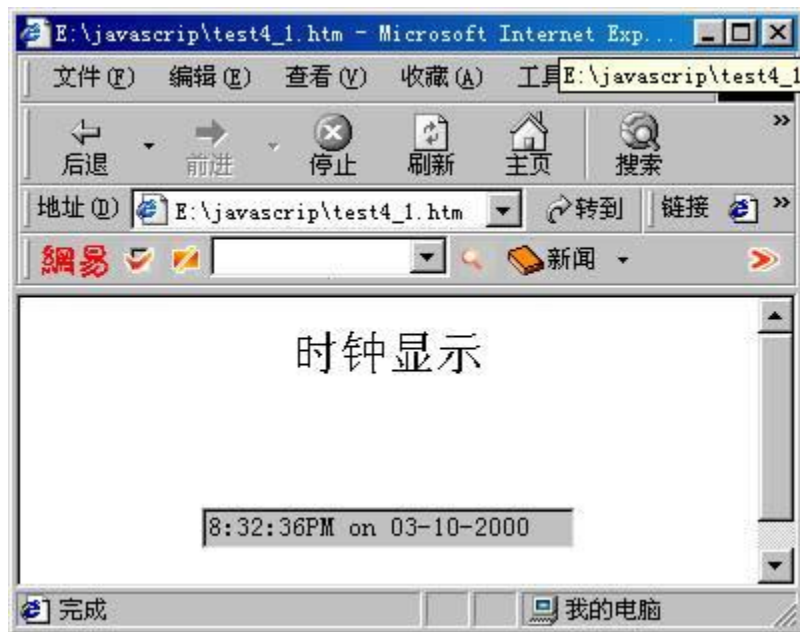 E:\javascrip\test4_1.htm - Microsoft Internet Exp...
文件(F) 编辑(E) 查看(V) 收藏(A) 工具
E:\javascrip\test4_1
后退 前进 停止 刷新 主页 搜索
地址(D) E:\javascrip\test4_1.htm 转到 链接
網易 新闻
时钟显示
8:32:36PM on 03-10-2000
完成 我的电脑